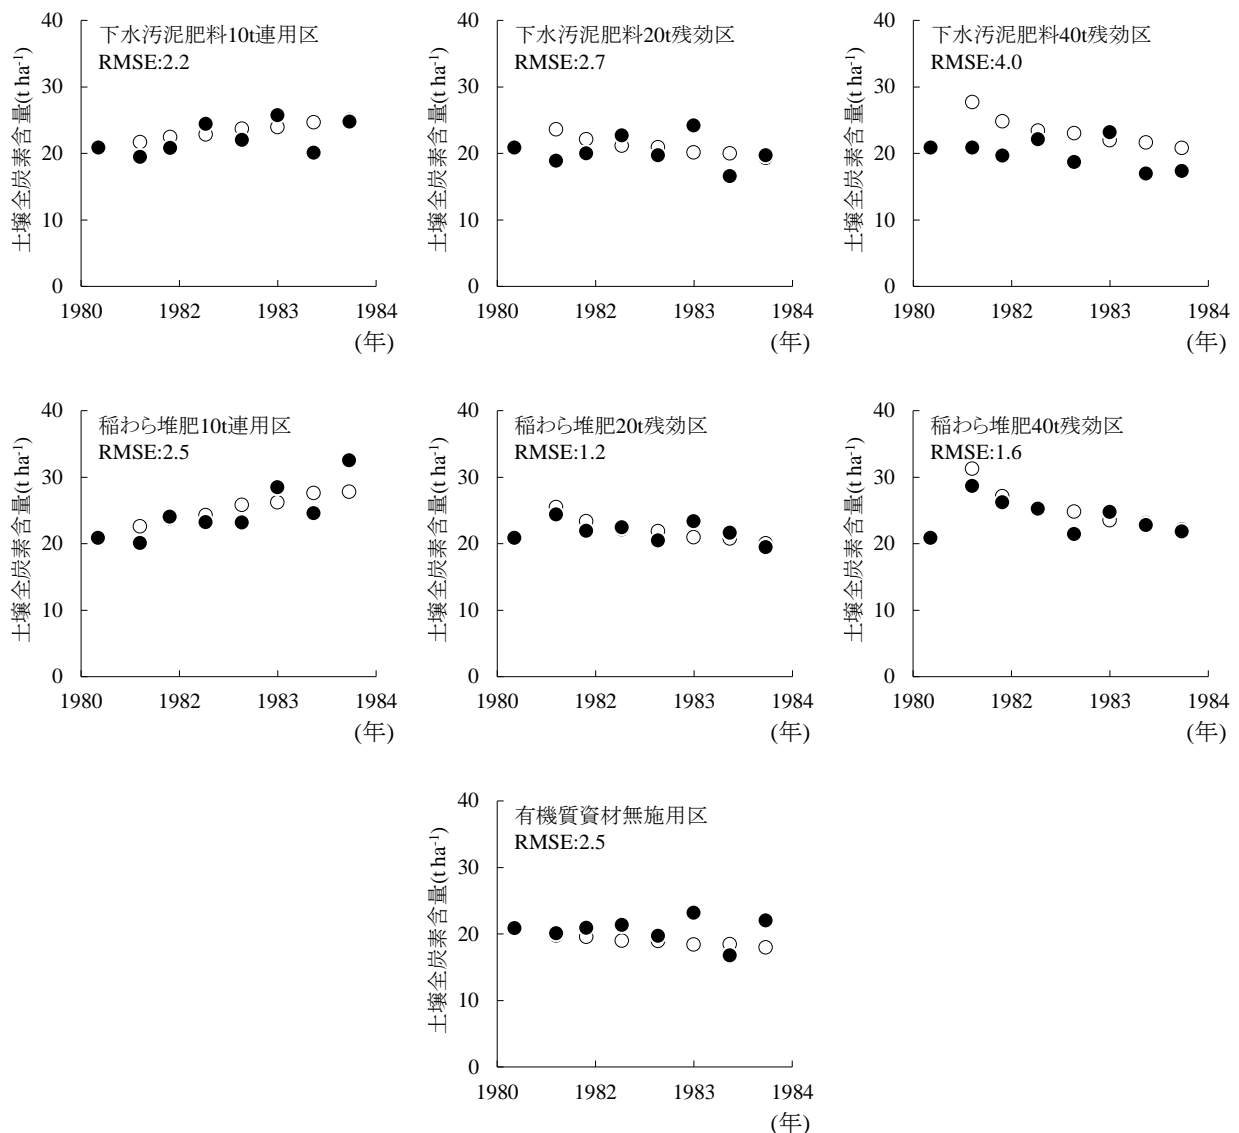 下水汚泥肥料10t連用区
RMSE:2.2
土壌全炭素含量(t ha-1)
40
30
20
10
0
1980
1982
1983
1984
(年)
下水汚泥肥料20t残効区
RMSE:2.7
土壌全炭素含量(t ha-1)
40
30
20
10
0
1980
1982
1983
1984
(年)
下水汚泥肥料40t残効区
RMSE:4.0
土壌全炭素含量(t ha-1)
40
30
20
10
0
1980
1982
1983
1984
(年)
稲わら堆肥10t連用区
RMSE:2.5
土壌全炭素含量(t ha-1)
40
30
20
10
0
1980
1982
1983
1984
(年)
稲わら堆肥20t残効区
RMSE:1.2
土壌全炭素含量(t ha-1)
40
30
20
10
0
1980
1982
1983
1984
(年)
稲わら堆肥40t残効区
RMSE:1.6
土壌全炭素含量(t ha-1)
40
30
20
10
0
1980
1982
1983
1984
(年)
有機質資材無施用区
RMSE:2.5
土壌全炭素含量(t ha-1)
40
30
20
10
0
1980
1982
1983
1984
(年)